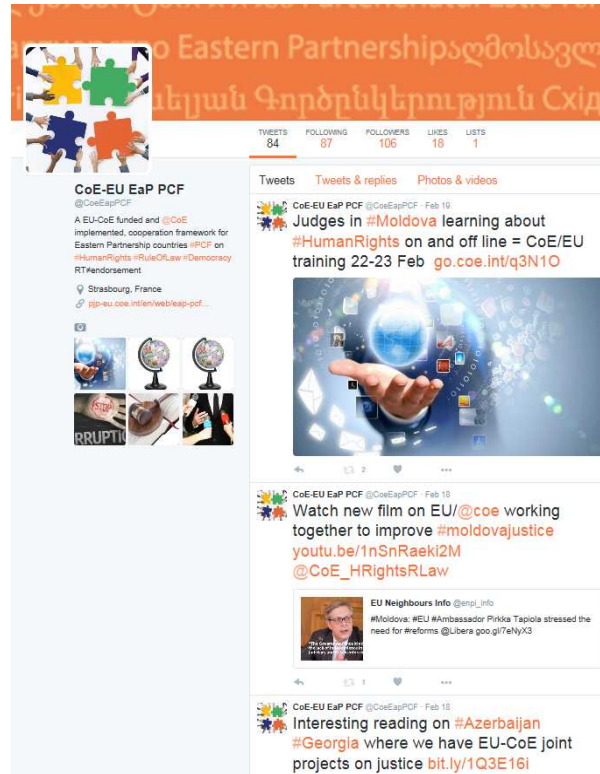 Eastern Partnership
TWEETS FOLLOWING FOLLOWERS LIKES LISTS
84 87 106 18 1
CoE-EU EaP PCF
@CoeEapPCF
A EU-CoE funded and @CoE
implemented, cooperation framework for
Eastern Partnership countries #PCF on
#HumanRights #RuleOfLaw #Democracy
RT≠endorsement
Strasbourg, France
pjp-eu.coe.int/en/web/eap-pcf...
Tweets Tweets & replies Photos & videos
CoE-EU EaP PCF @CoeEapPCF · Feb 19
Judges in #Moldova learning about
#HumanRights on and off line = CoE/EU
training 22-23 Feb go.coe.int/q3N1O
2
CoE-EU EaP PCF @CoeEapPCF · Feb 18
Watch new film on EU/@coe working
together to improve #moldovajustice
youtu.be/1nSnRaeki2M
@CoE_HRightsRLaw
EU Neighbours Info @enpi_info
#Moldova: #EU #Ambassador Pirkka Tapiola stressed the
need for #reforms @Libera goo.gl/7eNyX3
1
CoE-EU EaP PCF @CoeEapPCF · Feb 18
Interesting reading on #Azerbaijan
#Georgia where we have EU-CoE joint
projects on justice bit.ly/1Q3E16i